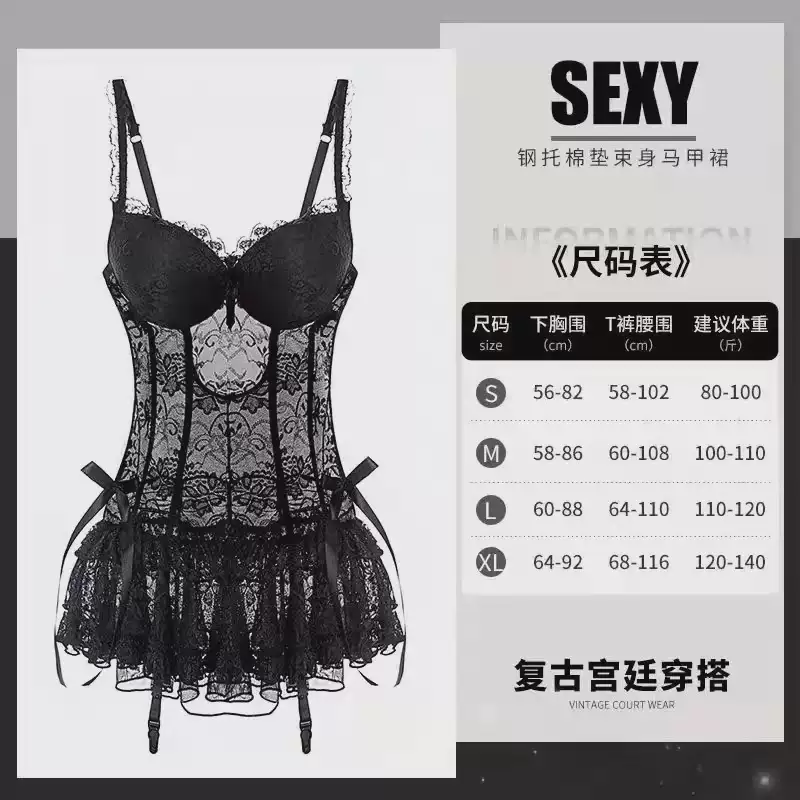 SEXY
钢托棉垫束身马甲裙
INFORMATION
《尺码表》
尺码 下胸围 T裤腰围 建议体重
size （cm） （cm） （斤）
S 56-82 58-102 80-100
M 58-86 60-108 100-110
L 60-88 64-110 110-120
XL 64-92 68-116 120-140
复古宫廷穿搭
VINTAGE COURT WEAR